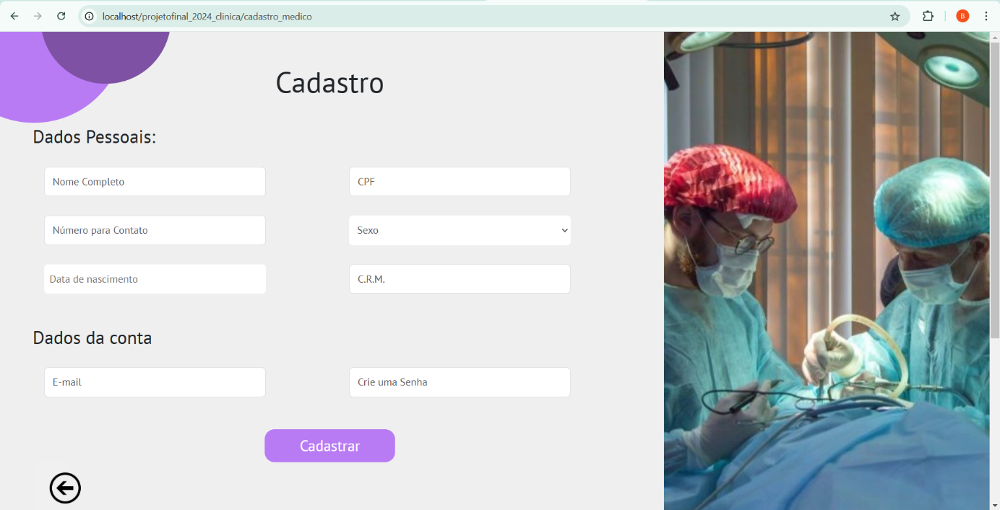 localhost/projetofinal_2024_clinica/cadastro_medico
B
Cadastro
Dados Pessoais:
Nome Completo
CPF
Número para Contato
Sexo
Data de nascimento
C.R.M.
Dados da conta
E-mail
Crie uma Senha
Cadastrar